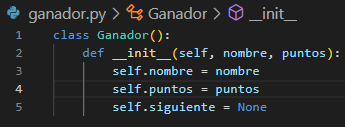 ganador.py > Ganador > __init__
1 class Ganador():
2 def __init__(self, nombre, puntos):
3 self.nombre = nombre
4 self.puntos = puntos
5 self.siguiente = None